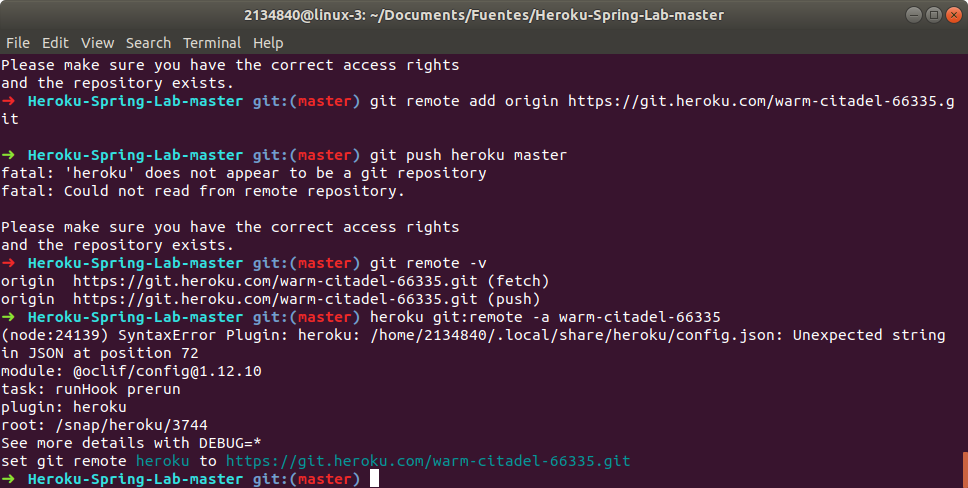 2134840@linux-3: ~/Documents/Fuentes/Heroku-Spring-Lab-master
File Edit View Search Terminal Help
Please make sure you have the correct access rights
and the repository exists.
➜ Heroku-Spring-Lab-master git:(master) git remote add origin https://git.heroku.com/warm-citadel-66335.g
it
➜ Heroku-Spring-Lab-master git:(master) git push heroku master
fatal: 'heroku' does not appear to be a git repository
fatal: Could not read from remote repository.
Please make sure you have the correct access rights
and the repository exists.
➜ Heroku-Spring-Lab-master git:(master) git remote -v
origin https://git.heroku.com/warm-citadel-66335.git (fetch)
origin https://git.heroku.com/warm-citadel-66335.git (push)
➜ Heroku-Spring-Lab-master git:(master) heroku git:remote -a warm-citadel-66335
(node:24139) SyntaxError Plugin: heroku: /home/2134840/.local/share/heroku/config.json: Unexpected string
in JSON at position 72
module: @oclif/config@1.12.10
task: runHook prerun
plugin: heroku
root: /snap/heroku/3744
See more details with DEBUG=*
set git remote heroku to https://git.heroku.com/warm-citadel-66335.git
➜ Heroku-Spring-Lab-master git:(master)